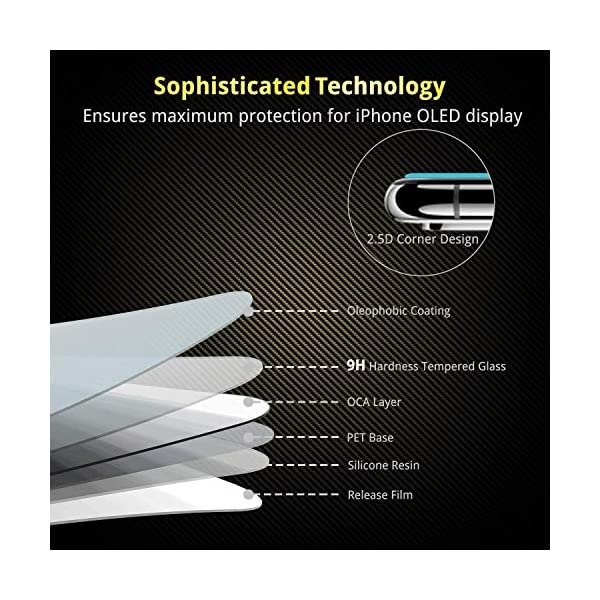 Sophisticated Technology
Ensures maximum protection for iPhone OLED display
2.5D Corner Design
Oleophobic Coating
9H Hardness Tempered Glass
OCA Layer
PET Base
Silicone Resin
Release Film